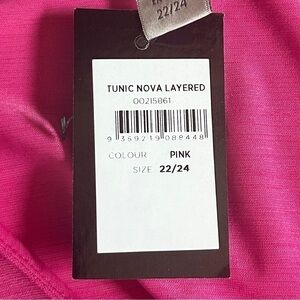 22/24
TUNIC NOVA LAYERED
00215861
9 359219 088448
COLOUR PINK
SIZE 22/24